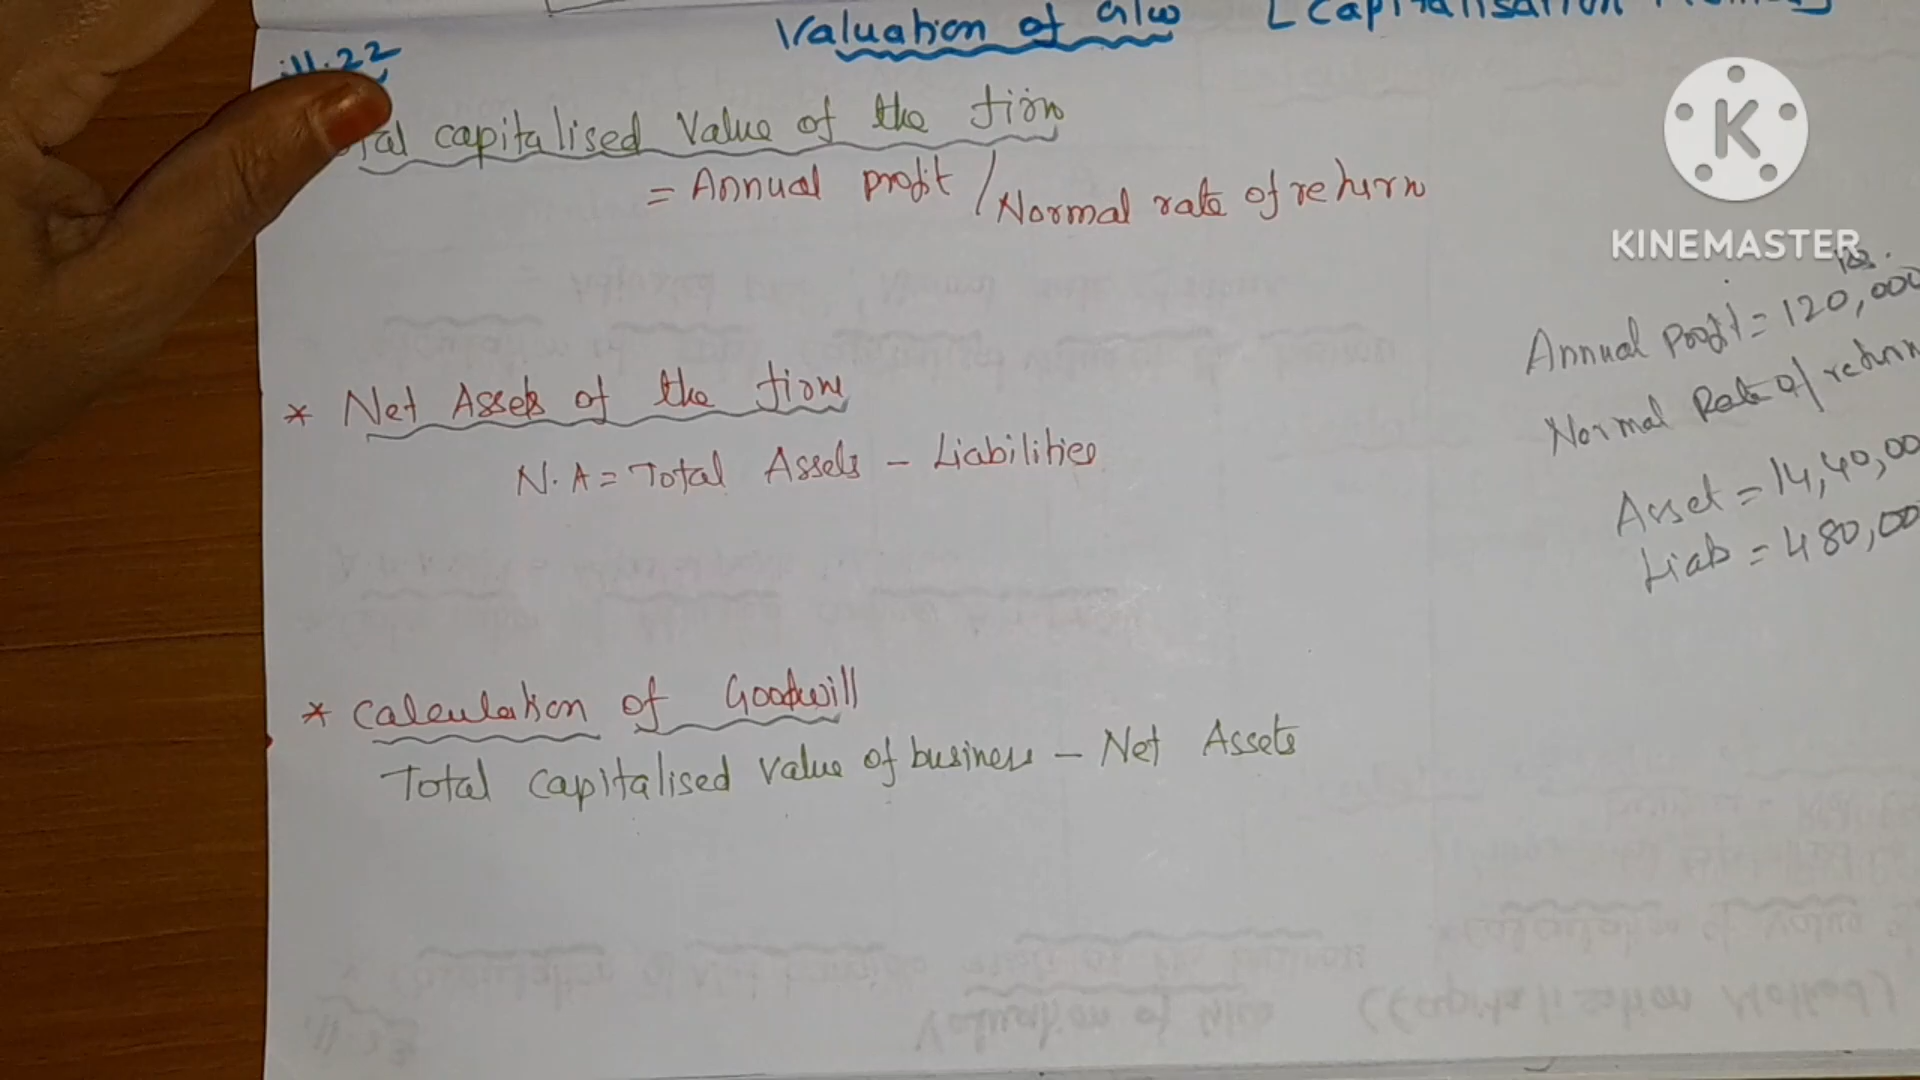 Valuation of G/w [Capitalisation
ill.22
capitalised Value of the firm
= Annual profit / Normal rate of return
KINEMASTER
Rs.
Annual Profit = 120,000
Normal Rate of return
* Net Assets of the firm
N.A = Total Assets - Liabilities
Asset = 14,40,00
Liab = 480,00
* Calculation of Goodwill
Total capitalised value of business - Net Assets